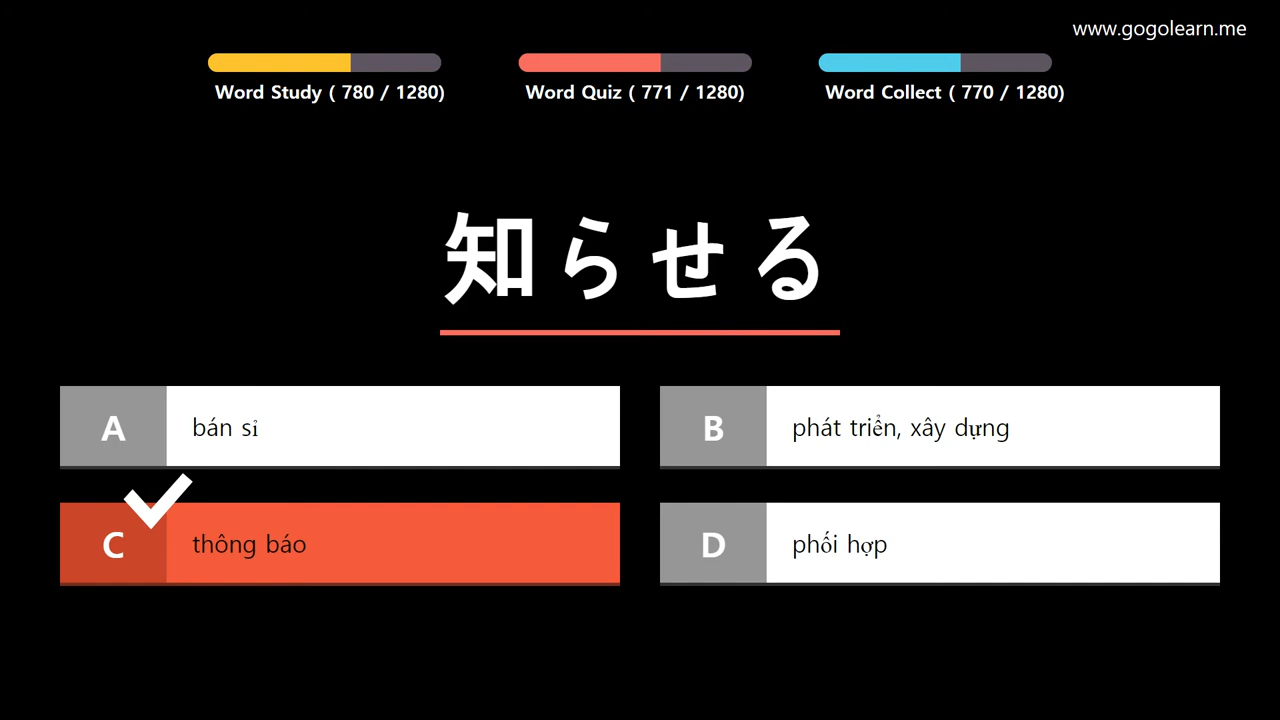 www.gogolearn.me
Word Study ( 780 / 1280)
Word Quiz ( 771 / 1280)
Word Collect ( 770 / 1280)
知らせる
A
bán sỉ
B
phát triển, xây dựng
C
thông báo
D
phối hợp